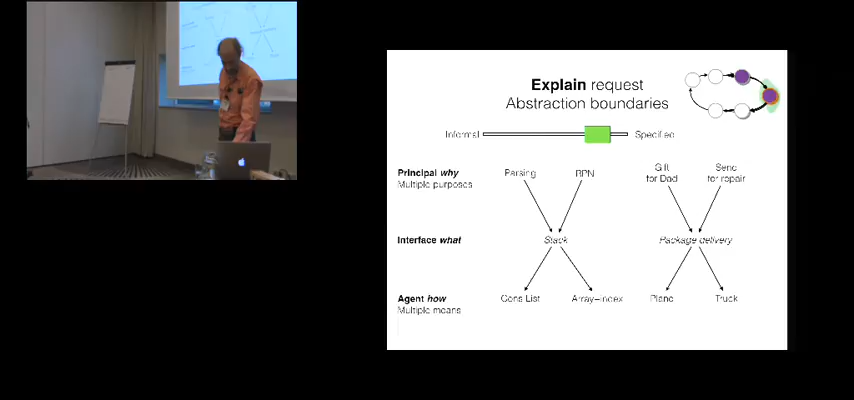 Explain request
Abstraction boundaries
Informal
Specified
Principal why
Multiple purposes
Parsing
RPN
Gift
for Dad
Send
for repair
Interface what
Stack
Package delivery
Agent how
Multiple means
Cons List
Array-index
Plane
Truck